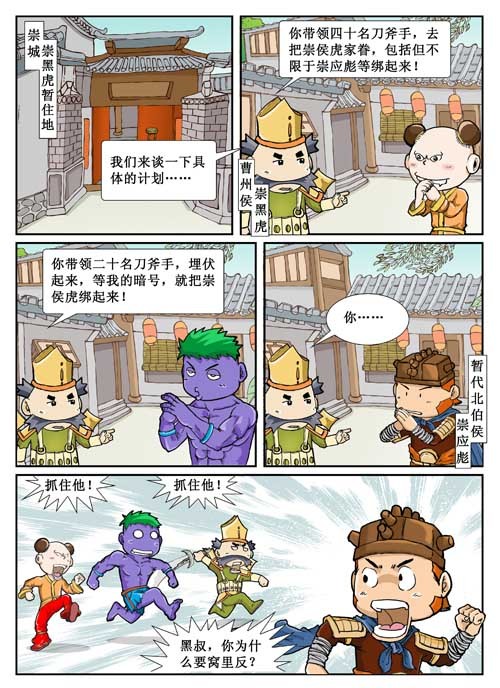 崇城
崇黑虎暂住地
我们来谈一下具
体的计划……
你带领四十名刀斧手，去
把崇侯虎家眷，包括但不
限于崇应彪等绑起来！
曹州侯
崇黑虎
你带领二十名刀斧手，埋伏
起来，等我的暗号，就把崇
侯虎绑起来！
你……
暂代北伯侯
崇应彪
抓住他！
抓住他！
黑叔，你为什
么要窝里反？